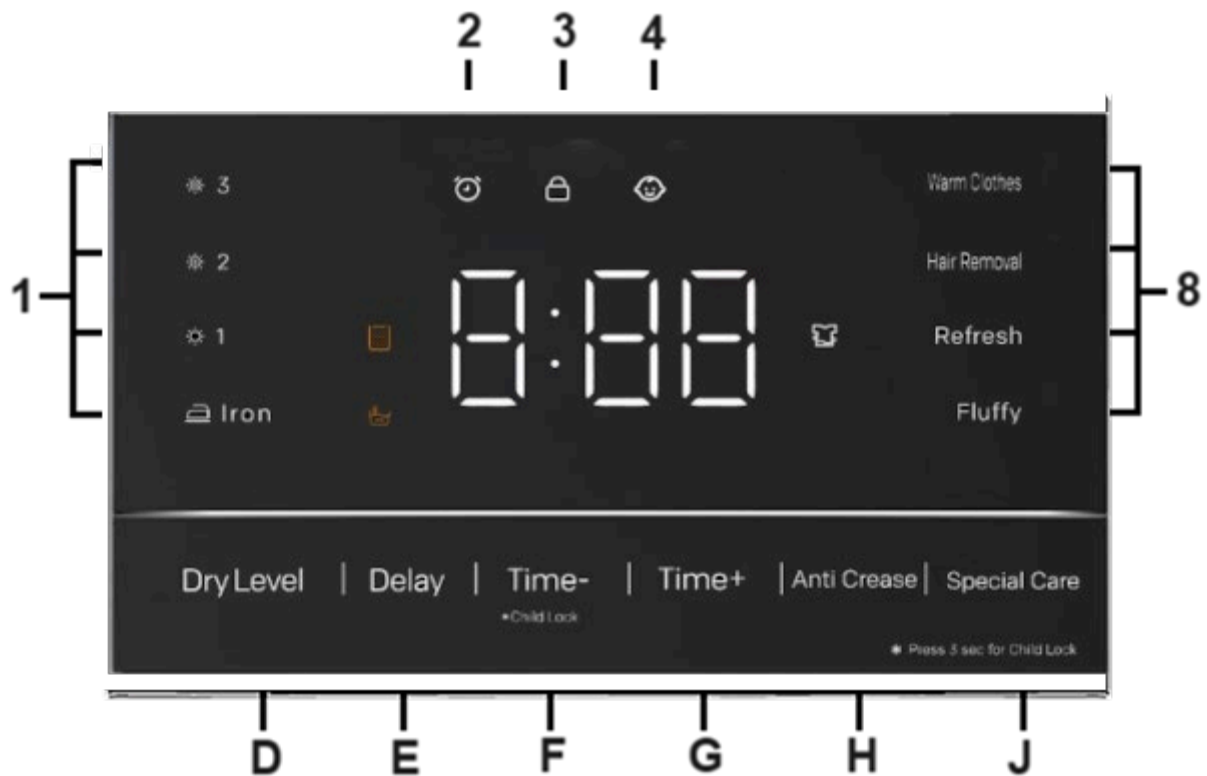 2 3 4
3
Warm Clothes
2
Hair Removal
1
8
1
Refresh
8:88
Iron
Fluffy
Dry Level | Delay | Time- | Time+ | Anti Crease | Special Care
*Child Lock
* Press 3 sec for Child Lock
D E F G H J